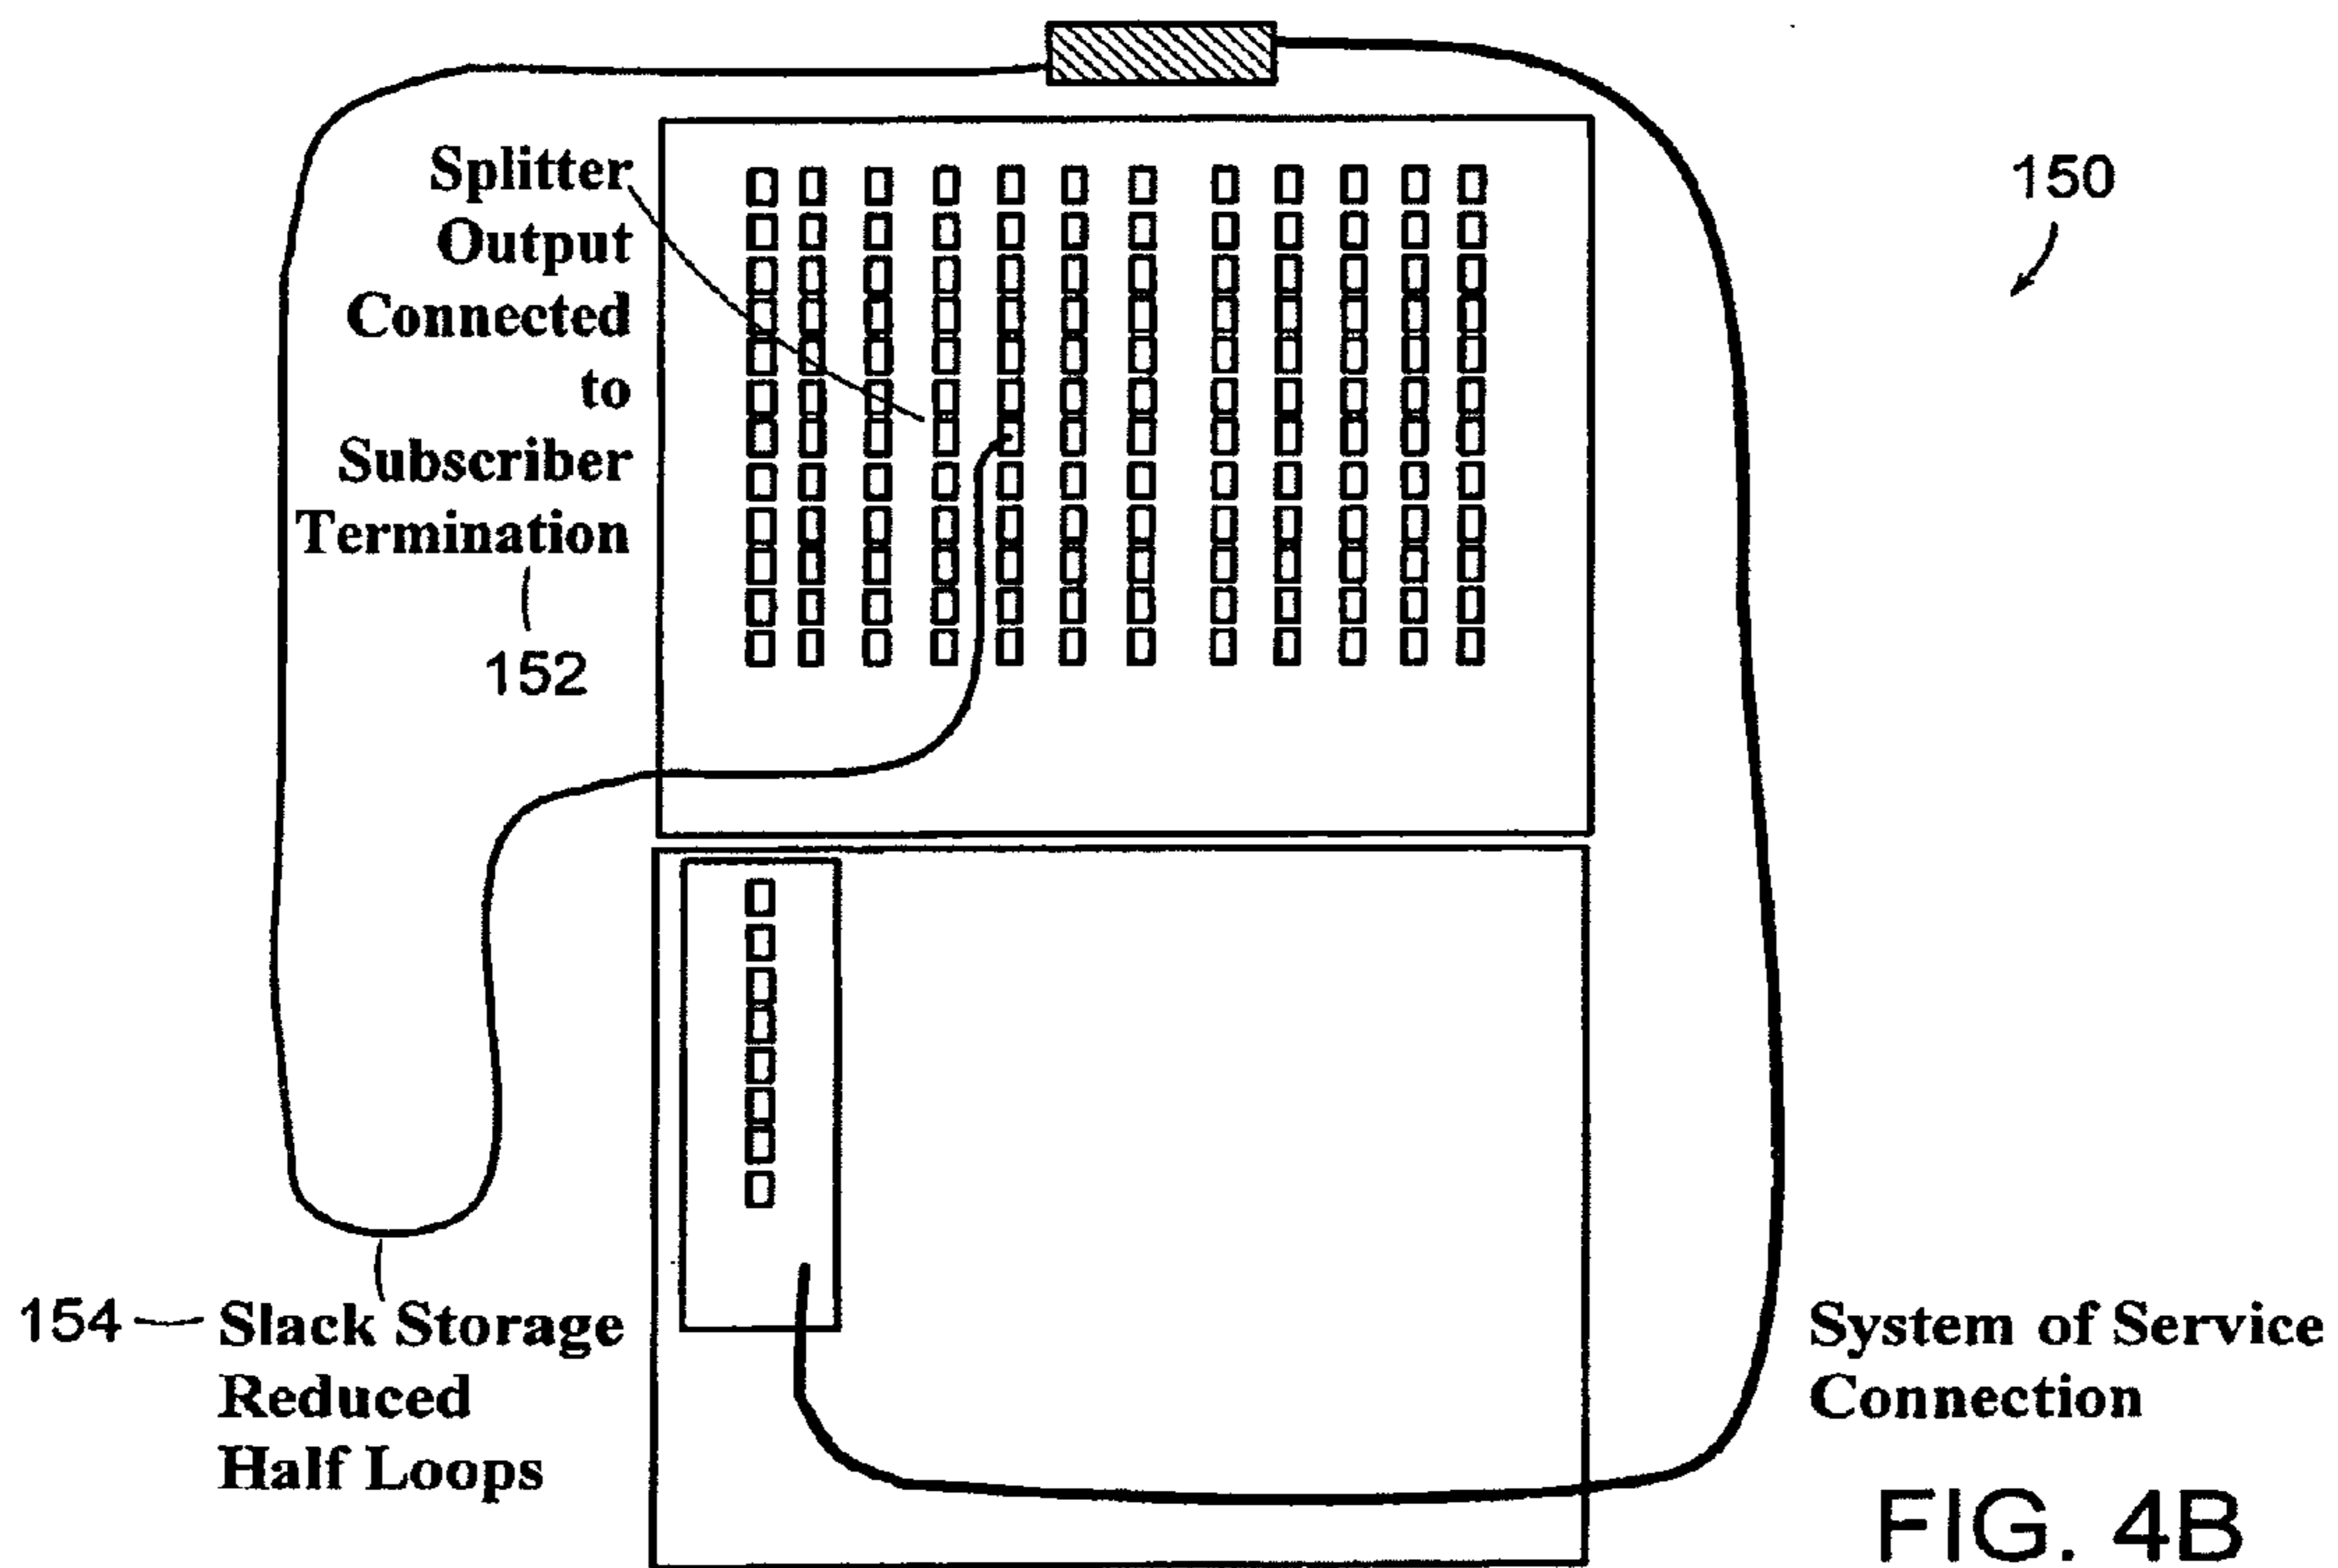 Splitter
Output
Connected
to
Subscriber
Termination
152
150
154
Slack Storage
Reduced
Half Loops
System of Service
Connection
FIG. 4B